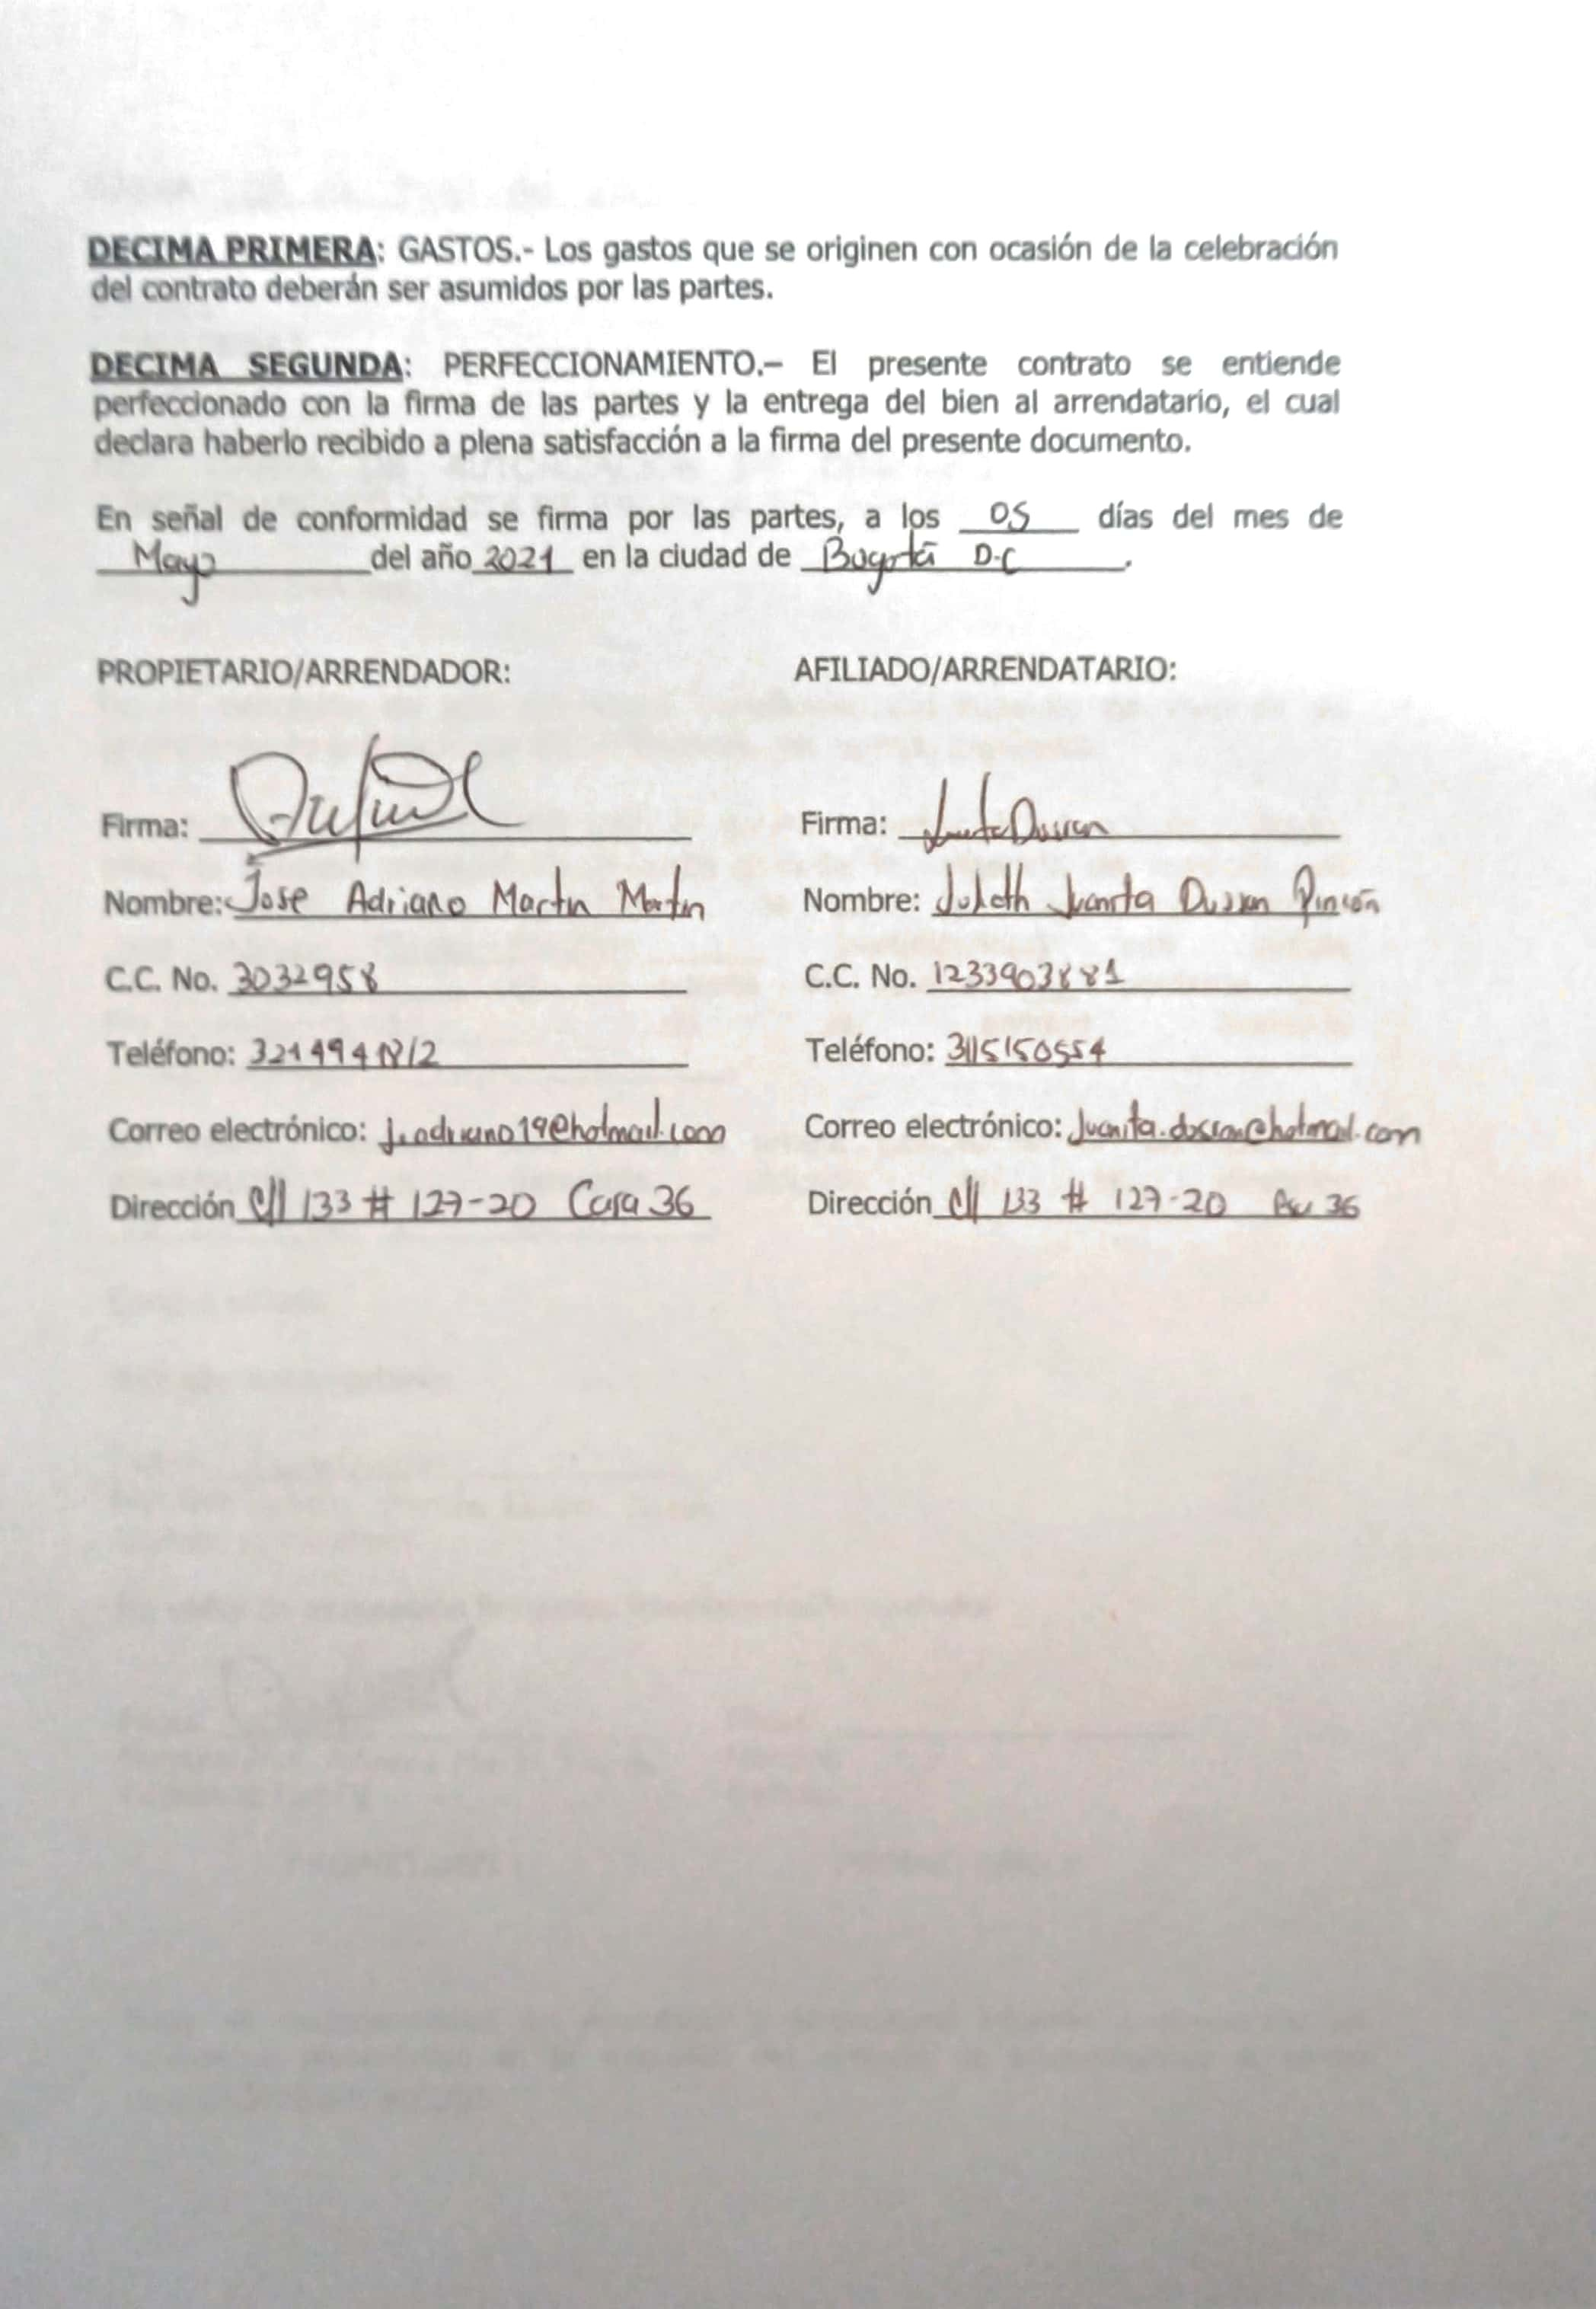 DECIMA PRIMERA: GASTOS.- Los gastos que se originen con ocasión de la celebración
del contrato deberán ser asumidos por las partes.
DECIMA SEGUNDA: PERFECCIONAMIENTO.– El presente contrato se entiende
perfeccionado con la firma de las partes y la entrega del bien al arrendatario, el cual
declara haberlo recibido a plena satisfacción a la firma del presente documento.
En señal de conformidad se firma por las partes, a los 05 días del mes de
Mayo del año 2021 en la ciudad de Bogotá D.C.
PROPIETARIO/ARRENDADOR: AFILIADO/ARRENDATARIO:
Firma: Firma:
Nombre: Jose Adriano Martin Martin Nombre: Julieth Juanita Dussan Rincón
C.C. No. 3032958 C.C. No. 1233903881
Teléfono: Teléfono: 3115150554
Correo electrónico: Correo electrónico:
Dirección Cll 133 # 127-20 Casa 36 Dirección Cll 133 # 127-20 36